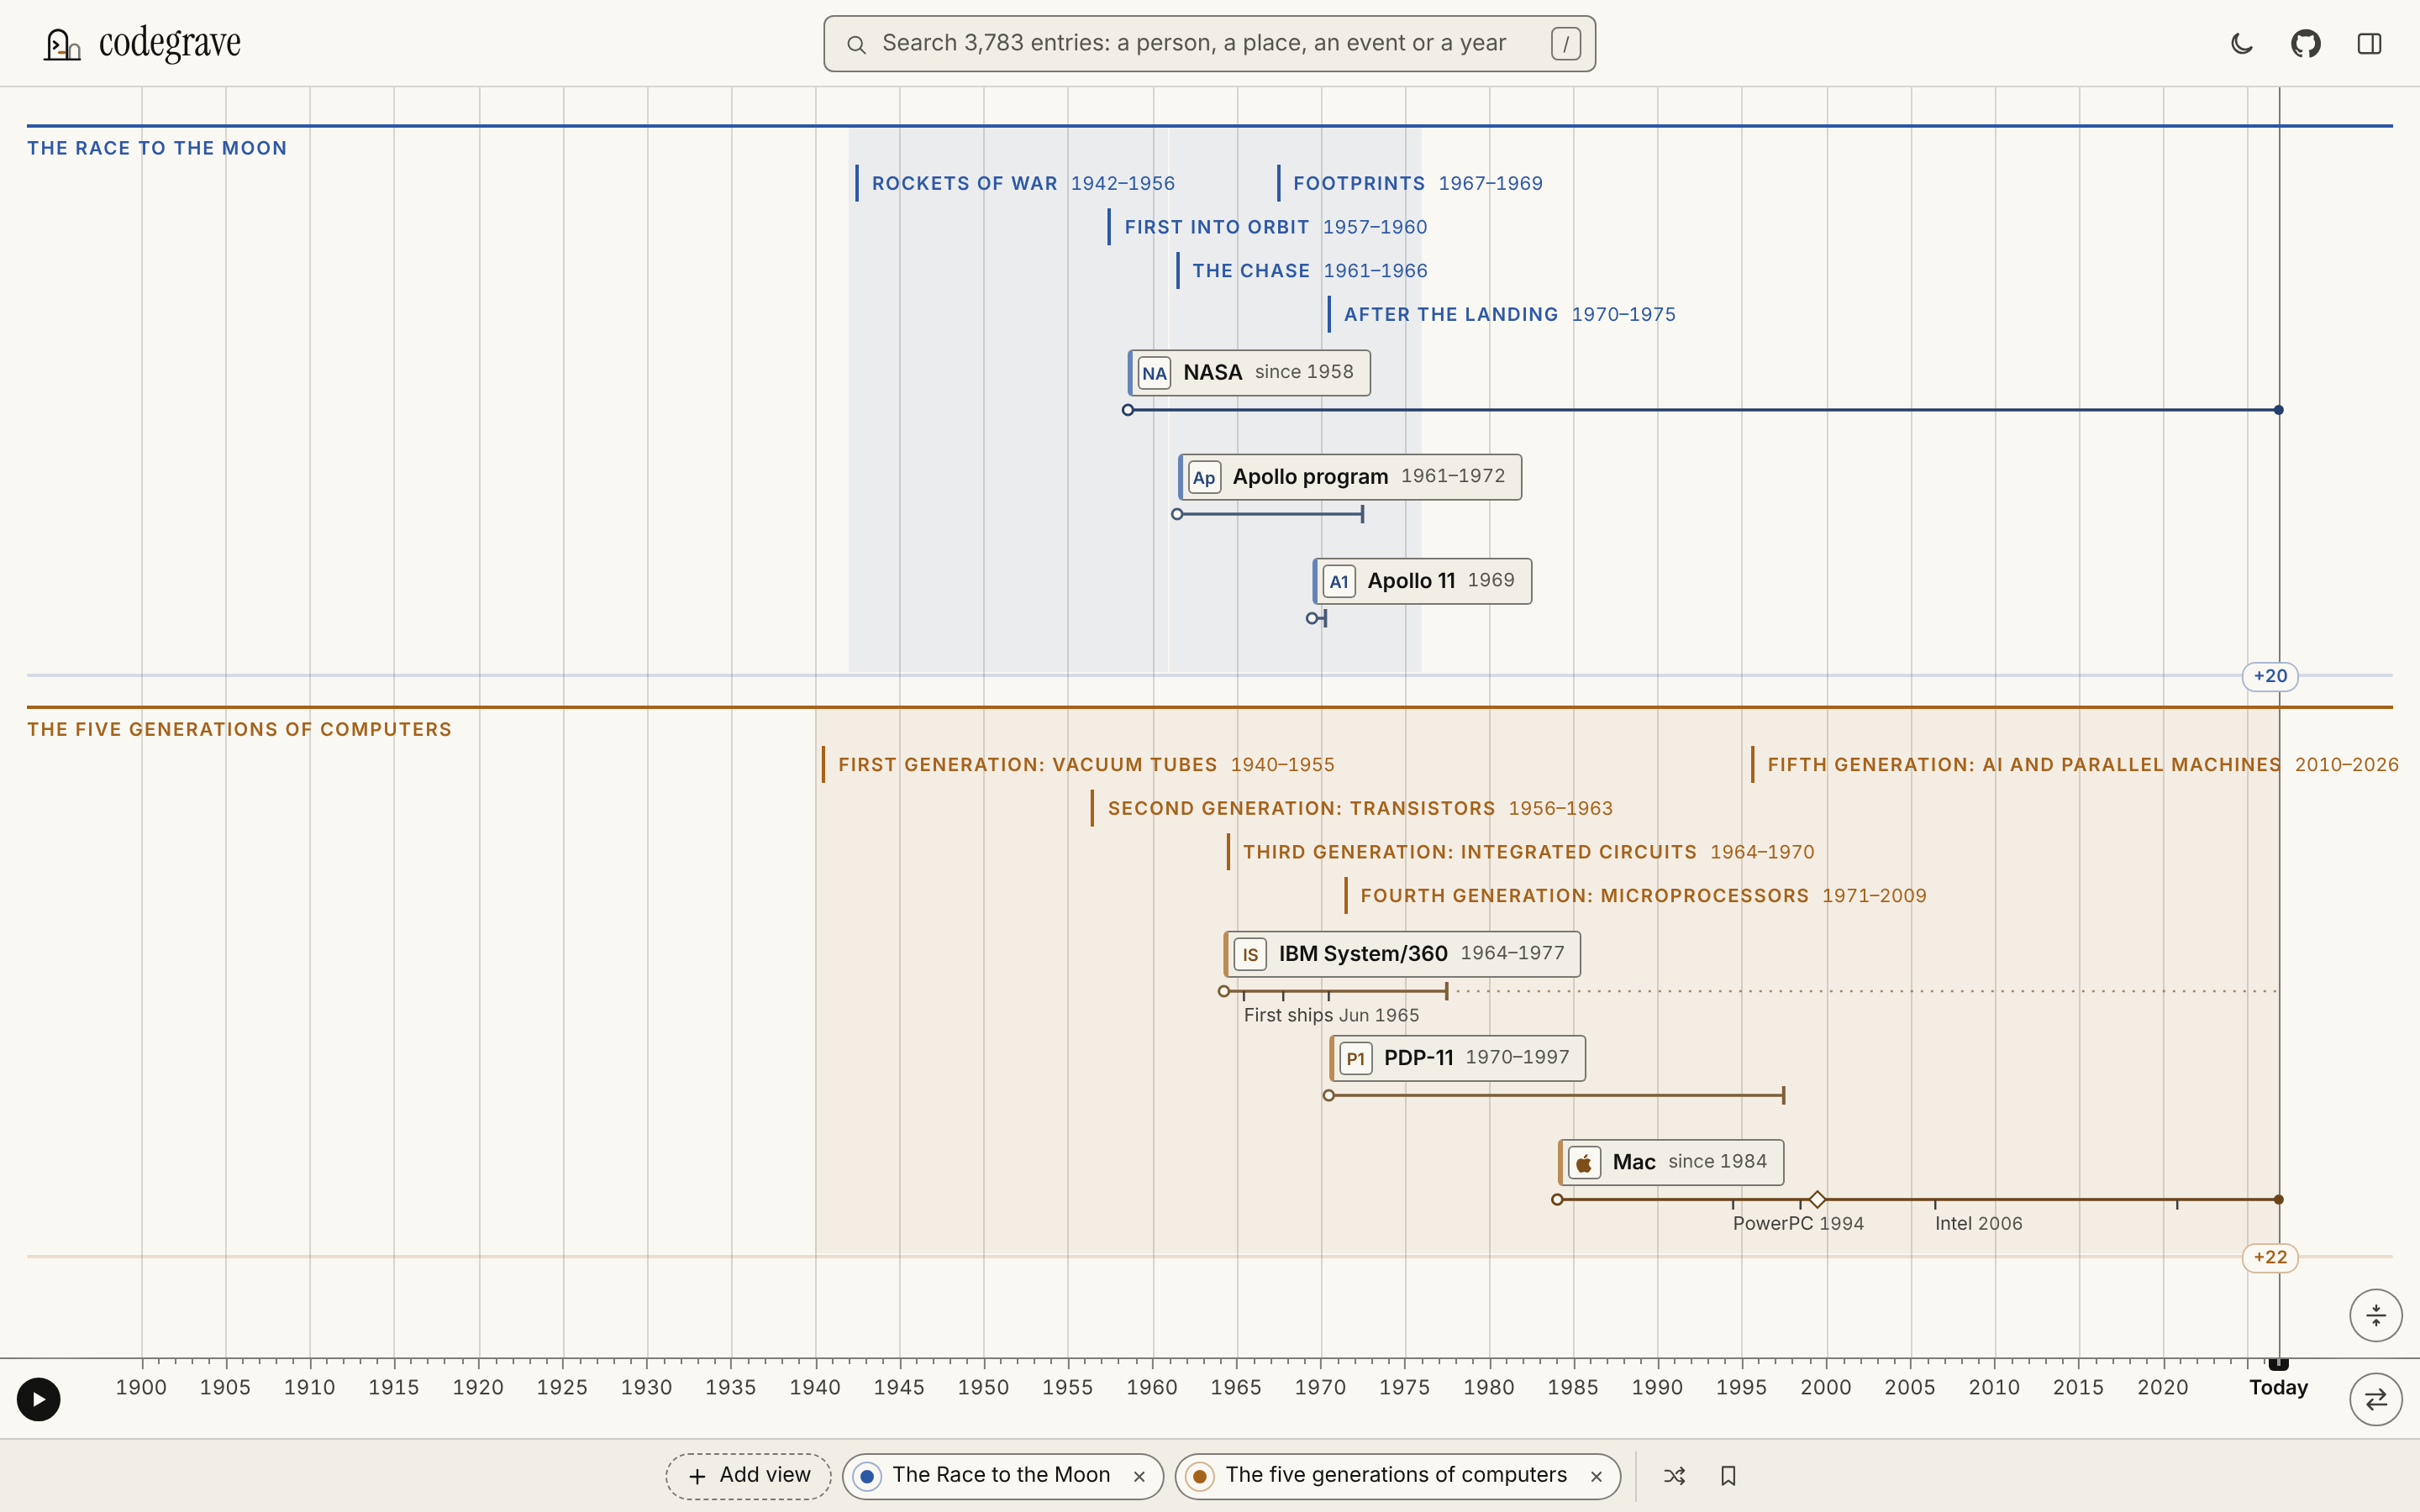 codegrave
Search 3,783 entries: a person, a place, an event or a year /
THE RACE TO THE MOON
ROCKETS OF WAR 1942–1956
FOOTPRINTS 1967–1969
FIRST INTO ORBIT 1957–1960
THE CHASE 1961–1966
AFTER THE LANDING 1970–1975
NA NASA since 1958
Ap Apollo program 1961–1972
A1 Apollo 11 1969
+20
THE FIVE GENERATIONS OF COMPUTERS
FIRST GENERATION: VACUUM TUBES 1940–1955
FIFTH GENERATION: AI AND PARALLEL MACHINES 2010–2026
SECOND GENERATION: TRANSISTORS 1956–1963
THIRD GENERATION: INTEGRATED CIRCUITS 1964–1970
FOURTH GENERATION: MICROPROCESSORS 1971–2009
IS IBM System/360 1964–1977
First ships Jun 1965
P1 PDP-11 1970–1997
Mac since 1984
PowerPC 1994
Intel 2006
+22
1900 1905 1910 1915 1920 1925 1930 1935 1940 1945 1950 1955 1960 1965 1970 1975 1980 1985 1990 1995 2000 2005 2010 2015 2020 Today
+ Add view
The Race to the Moon ×
The five generations of computers ×